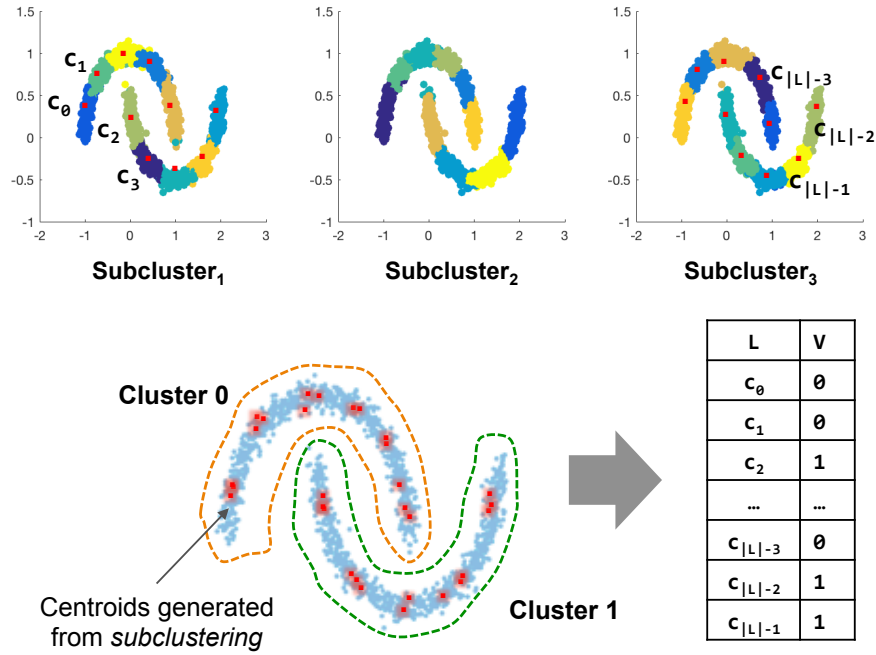 1.5
1
0.5
0
-0.5
-1
-2 -1 0 1 2 3
c0
c1
c2
c3
Subcluster1
1.5
1
0.5
0
-0.5
-1
-2 -1 0 1 2 3
Subcluster2
1.5
1
0.5
0
-0.5
-1
-2 -1 0 1 2 3
c|L|-3
c|L|-2
c|L|-1
Subcluster3
Cluster 0
Cluster 1
Centroids generated
from subclustering
L V
c0 0
c1 0
c2 1
… …
c|L|-3 0
c|L|-2 1
c|L|-1 1